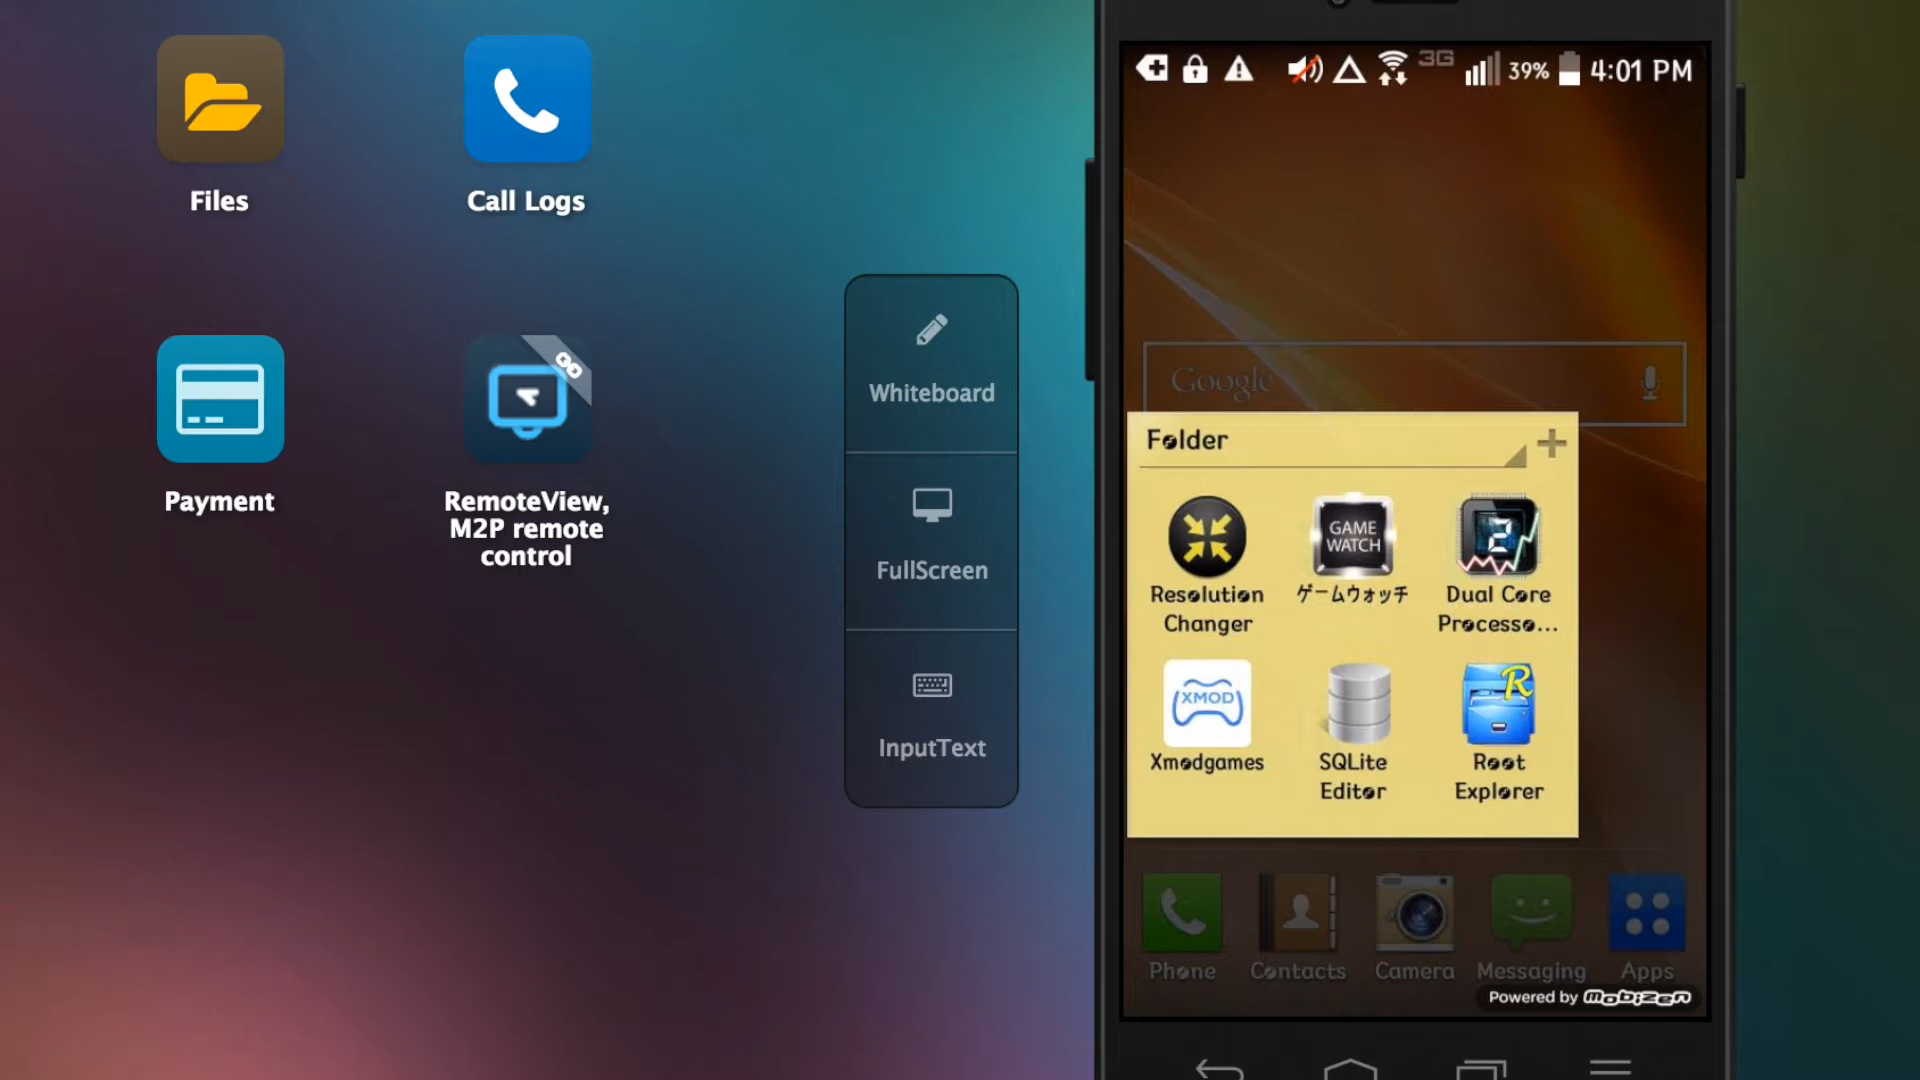 Files
Call Logs
Payment
RemoteView,
M2P remote
control
Whiteboard
FullScreen
InputText
3G
39%
4:01 PM
Google
Folder
GAME
WATCH
2
Resolution
Changer
ゲームウォッチ
Dual Core
Processo...
XMOD
R
Xmodgames
SQLite
Editor
Root
Explorer
Phone
Contacts
Camera
Messaging
Apps
Powered by Mobizen